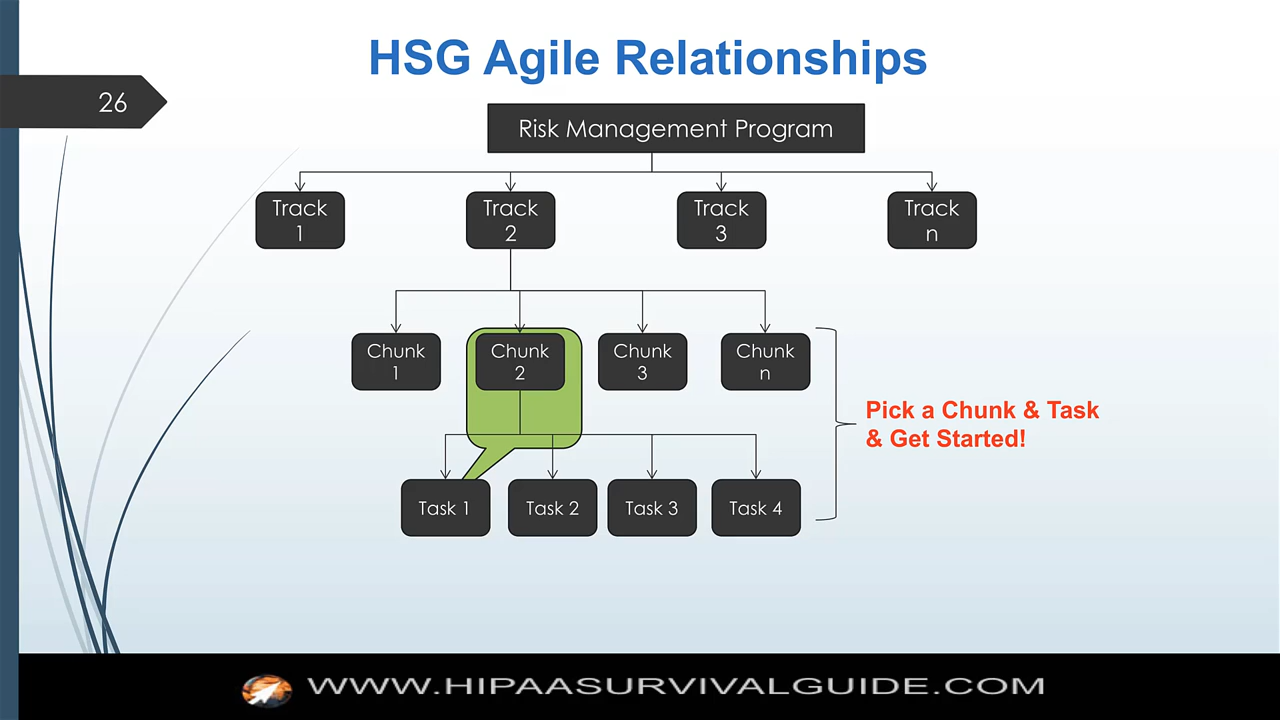 HSG Agile Relationships
26
Risk Management Program
Track
1
Track
2
Track
3
Track
n
Chunk
1
Chunk
2
Chunk
3
Chunk
n
Pick a Chunk & Task
& Get Started!
Task 1
Task 2
Task 3
Task 4
WWW.HIPAASURVIVALGUIDE.COM